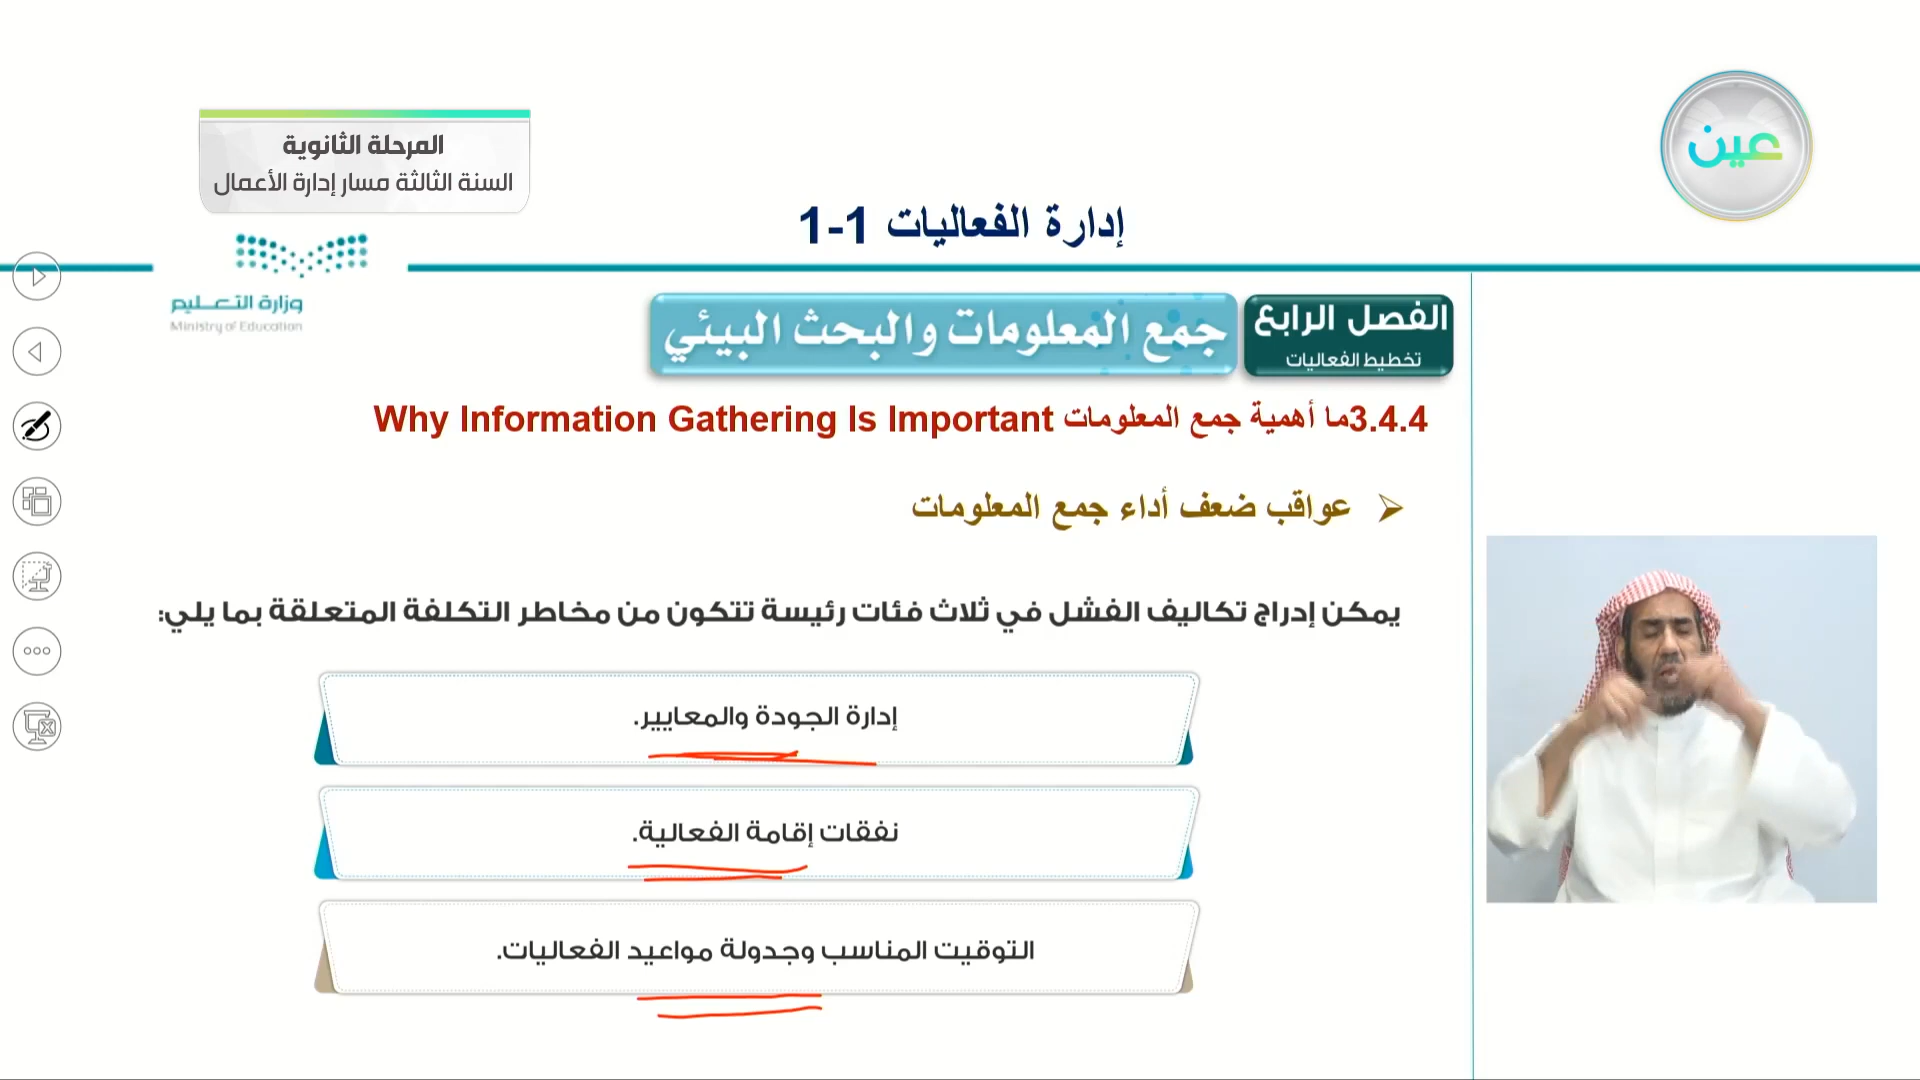 عين
المرحلة الثانوية
السنة الثالثة مسار إدارة الأعمال
إدارة الفعاليات 1-1
وزارة التعليم
Ministry of Education
الفصل الرابع
تخطيط الفعاليات
جمع المعلومات والبحث البيئي
3.4.4ما أهمية جمع المعلومات Why Information Gathering Is Important
عواقب ضعف أداء جمع المعلومات
يمكن إدراج تكاليف الفشل في ثلاث فئات رئيسة تتكون من مخاطر التكلفة المتعلقة بما يلي:
إدارة الجودة والمعايير.
نفقات إقامة الفعالية.
التوقيت المناسب وجدولة مواعيد الفعاليات.